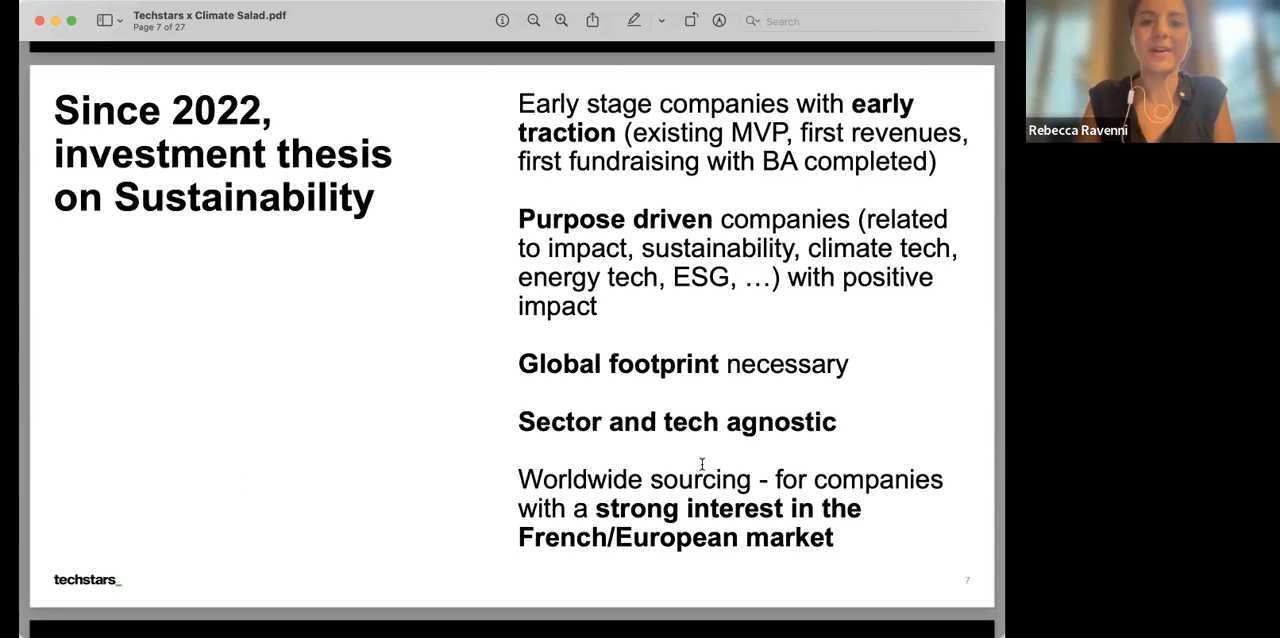 Techstars x Climate Salad.pdf
Page 7 of 27
Search
Rebecca Ravenni
Since 2022,
investment thesis
on Sustainability
Early stage companies with early
traction (existing MVP, first revenues,
first fundraising with BA completed)
Purpose driven companies (related
to impact, sustainability, climate tech,
energy tech, ESG, …) with positive
impact
Global footprint necessary
Sector and tech agnostic
Worldwide sourcing - for companies
with a strong interest in the
French/European market
techstars_
7